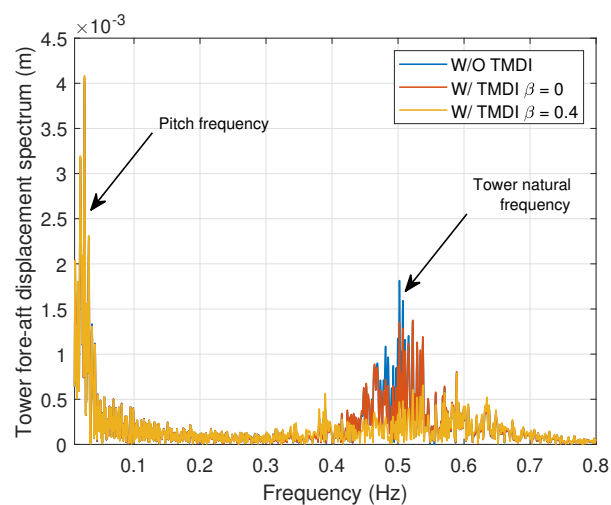 ×10⁻³
4.5
4
3.5
3
2.5
2
1.5
1
0.5
0
Tower fore-aft displacement spectrum (m)
W/O TMDI
W/ TMDI β = 0
W/ TMDI β = 0.4
Pitch frequency
Tower natural
frequency
0.1 0.2 0.3 0.4 0.5 0.6 0.7 0.8
Frequency (Hz)